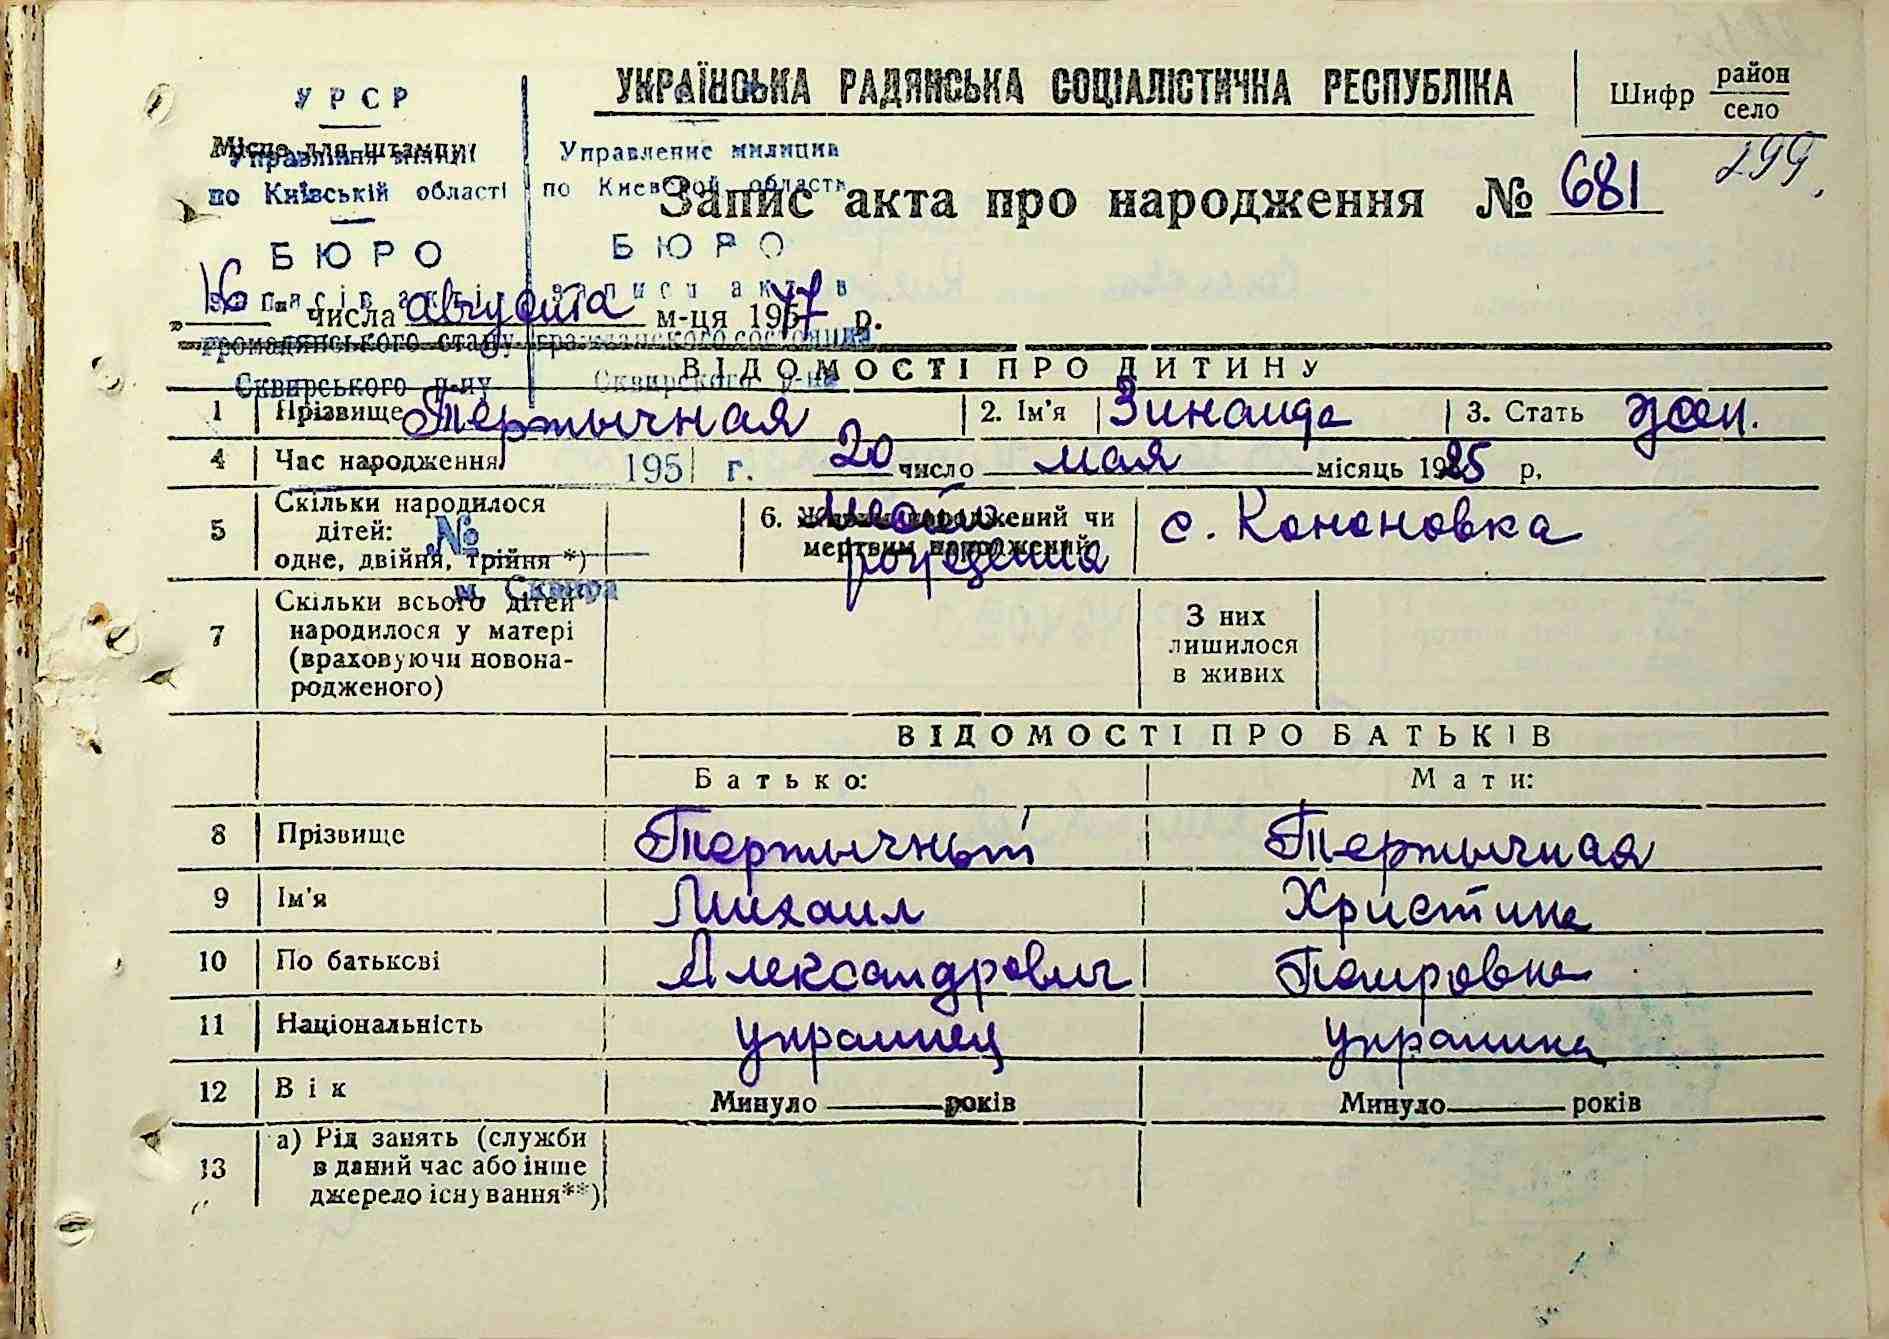 УКРАЇНСЬКА РАДЯНСЬКА СОЦІАЛІСТИЧНА РЕСПУБЛІКА
Шифр район
село
299
УРСР
Місце для штампу
Управління міліції
по Київській області
БЮРО
записів актів
громадянського стану
Сквирського р-ну
Управление милиции
по Киевской области
БЮРО
записи актов
гражданского состояния
Сквирского р-на
195 г.
№
м. Сквира
Запис акта про народження № 681
„16“ числа августа м-ця 1957 р.
ВІДОМОСТІ ПРО ДИТИНУ
1 Прізвище Тертычная 2. Ім'я Зинаида 3. Стать жен.
4 Час народження 20 число мая місяць 1925 р.
5 Скільки народилося
дітей:
одне, двійня, трійня *)
6. Живим народжений чи
мертвим народжений
Место
рождения
с. Кононовка
7 Скільки всього дітей
народилося у матері
(враховуючи новона-
родженого)
З них
лишилося
в живих
ВІДОМОСТІ ПРО БАТЬКІВ
Батько: Мати:
8 Прізвище Тертычный Тертычная
9 Ім'я Михаил Христина
10 По батькові Александрович
11 Національність украинец украинка
12 Вік Минуло років Минуло років
13 а) Рід занять (служби
в даний час або інше
джерело існування**)